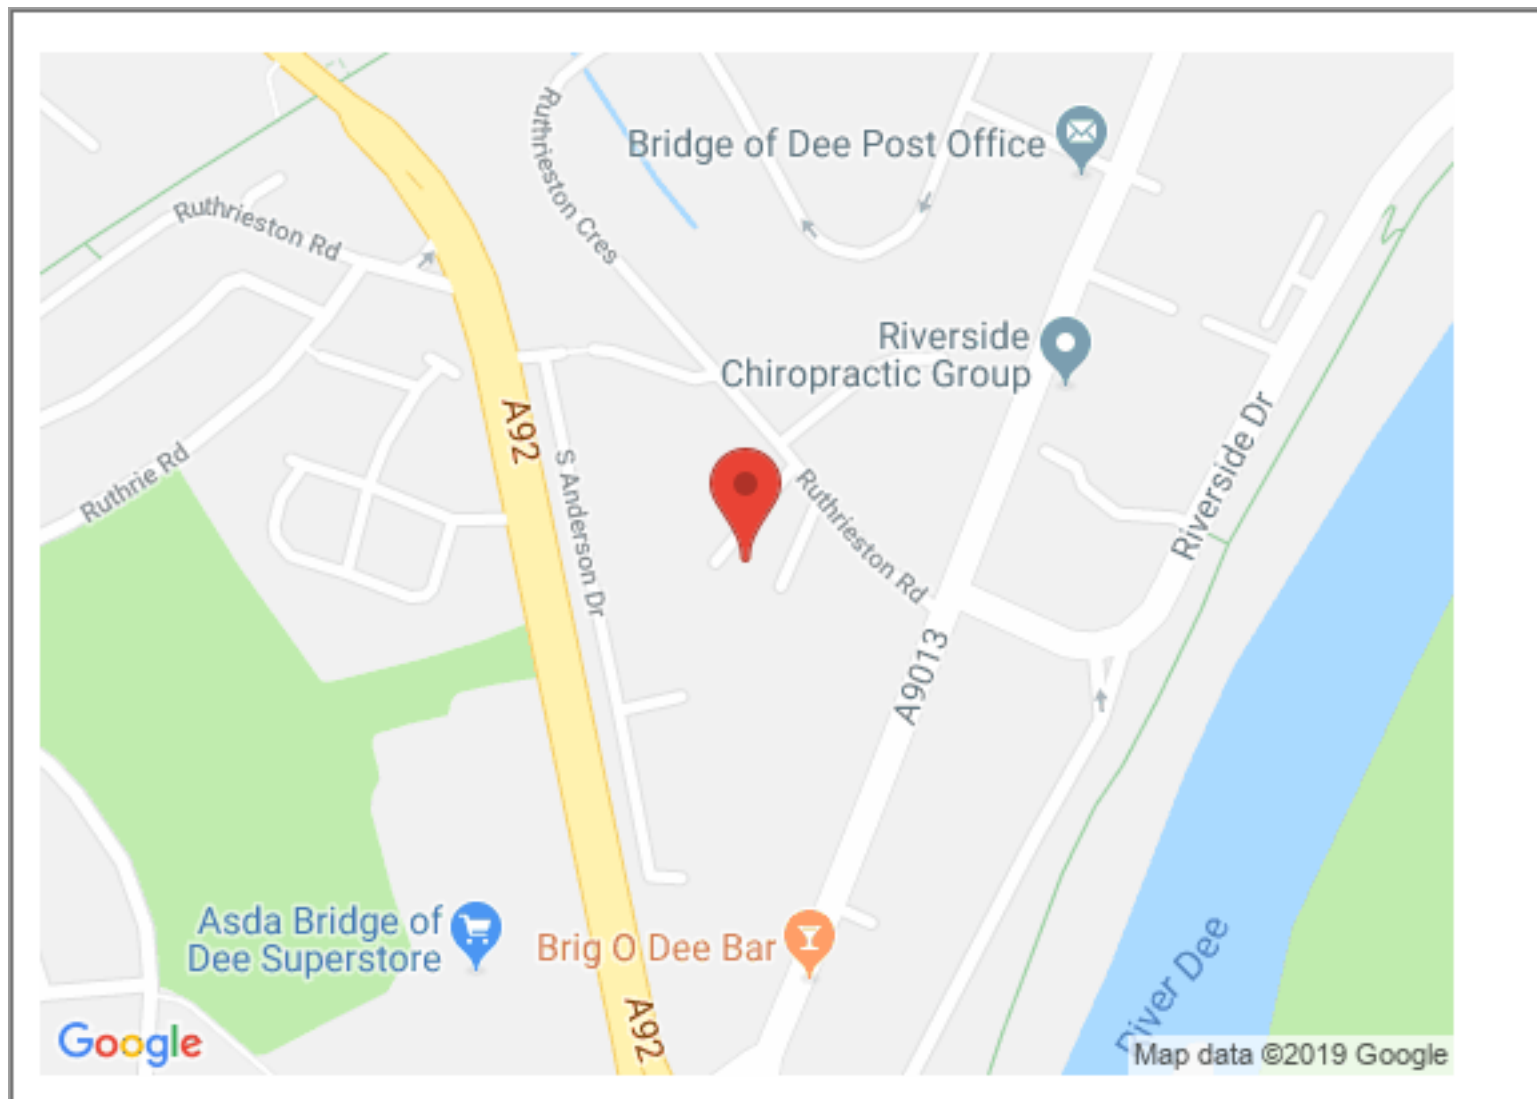 Bridge of Dee Post Office
Ruthrieston Cres
Ruthrieston Rd
Riverside
Chiropractic Group
A92
Riverside Dr
Ruthrie Rd
S Anderson Dr
Ruthrieston Rd
A9013
Asda Bridge of
Dee Superstore
Brig O Dee Bar
River Dee
A92
Google
Map data ©2019 Google